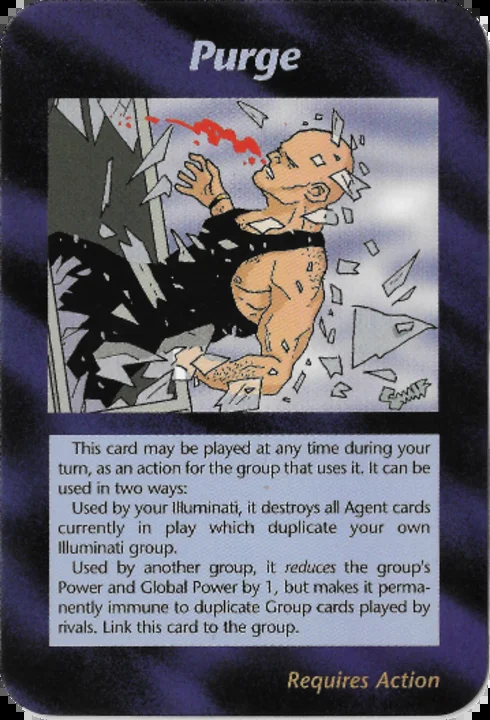 Purge
This card may be played at any time during your
turn, as an action for the group that uses it. It can be
used in two ways:
Used by your Illuminati, it destroys all Agent cards
currently in play which duplicate your own
Illuminati group.
Used by another group, it reduces the group's
Power and Global Power by 1, but makes it perma-
nently immune to duplicate Group cards played by
rivals. Link this card to the group.
Requires Action